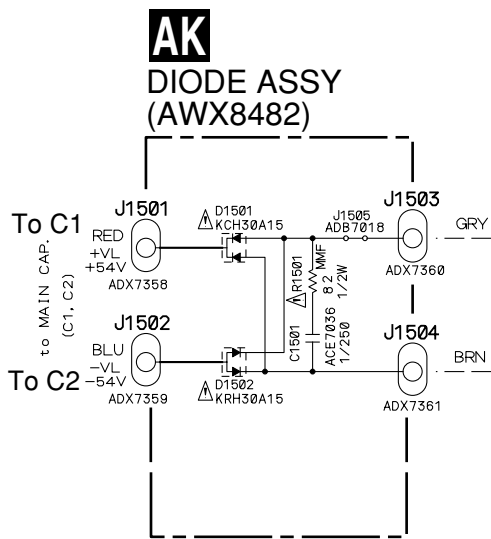 AK
DIODE ASSY
(AWX8482)
J1501
J1503
D1501
KCH30A15
J1505
ADB7018
To C1
RED
+VL
+54V
GRY
ADX7358
ADX7360
to MAIN CAP.
(C1, C2)
R1501
82 MMF
1/2W
C1501
ACE7036
1/250
J1502
J1504
BLU
-VL
-54V
To C2
BRN
D1502
KRH30A15
ADX7359
ADX7361